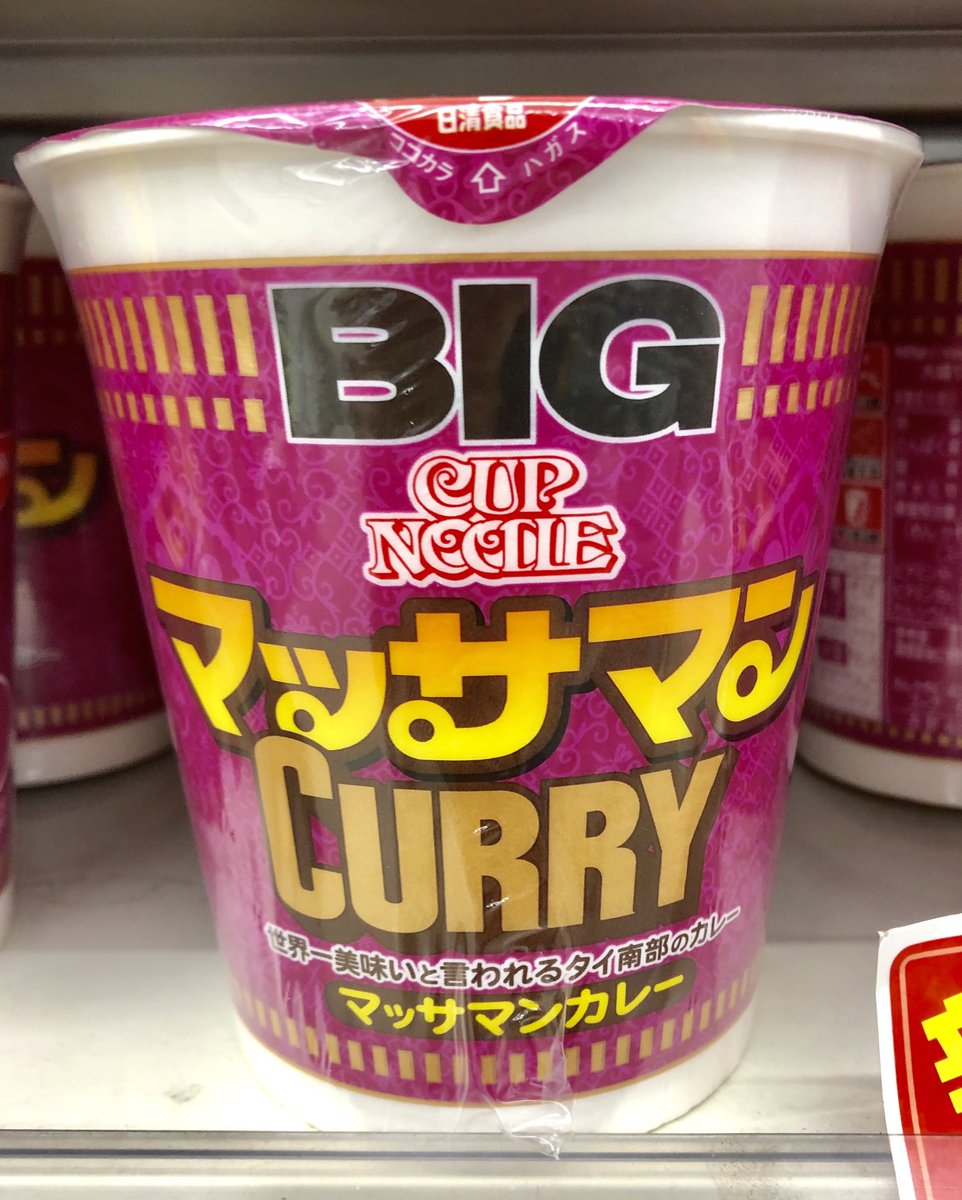 日清食品
ココカラ ハガス
BIG
CUP
NOODLE
マッサマン
CURRY
世界一美味いと言われるタイ南部のカレー
マッサマンカレー